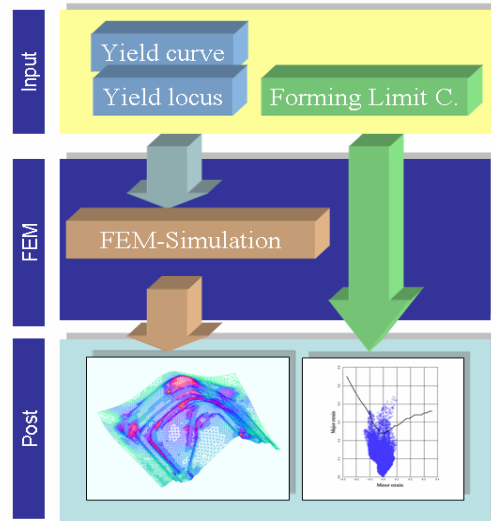 Input
Yield curve
Yield locus
Forming Limit C.
FEM
FEM-Simulation
Post
Major strain
Minor strain